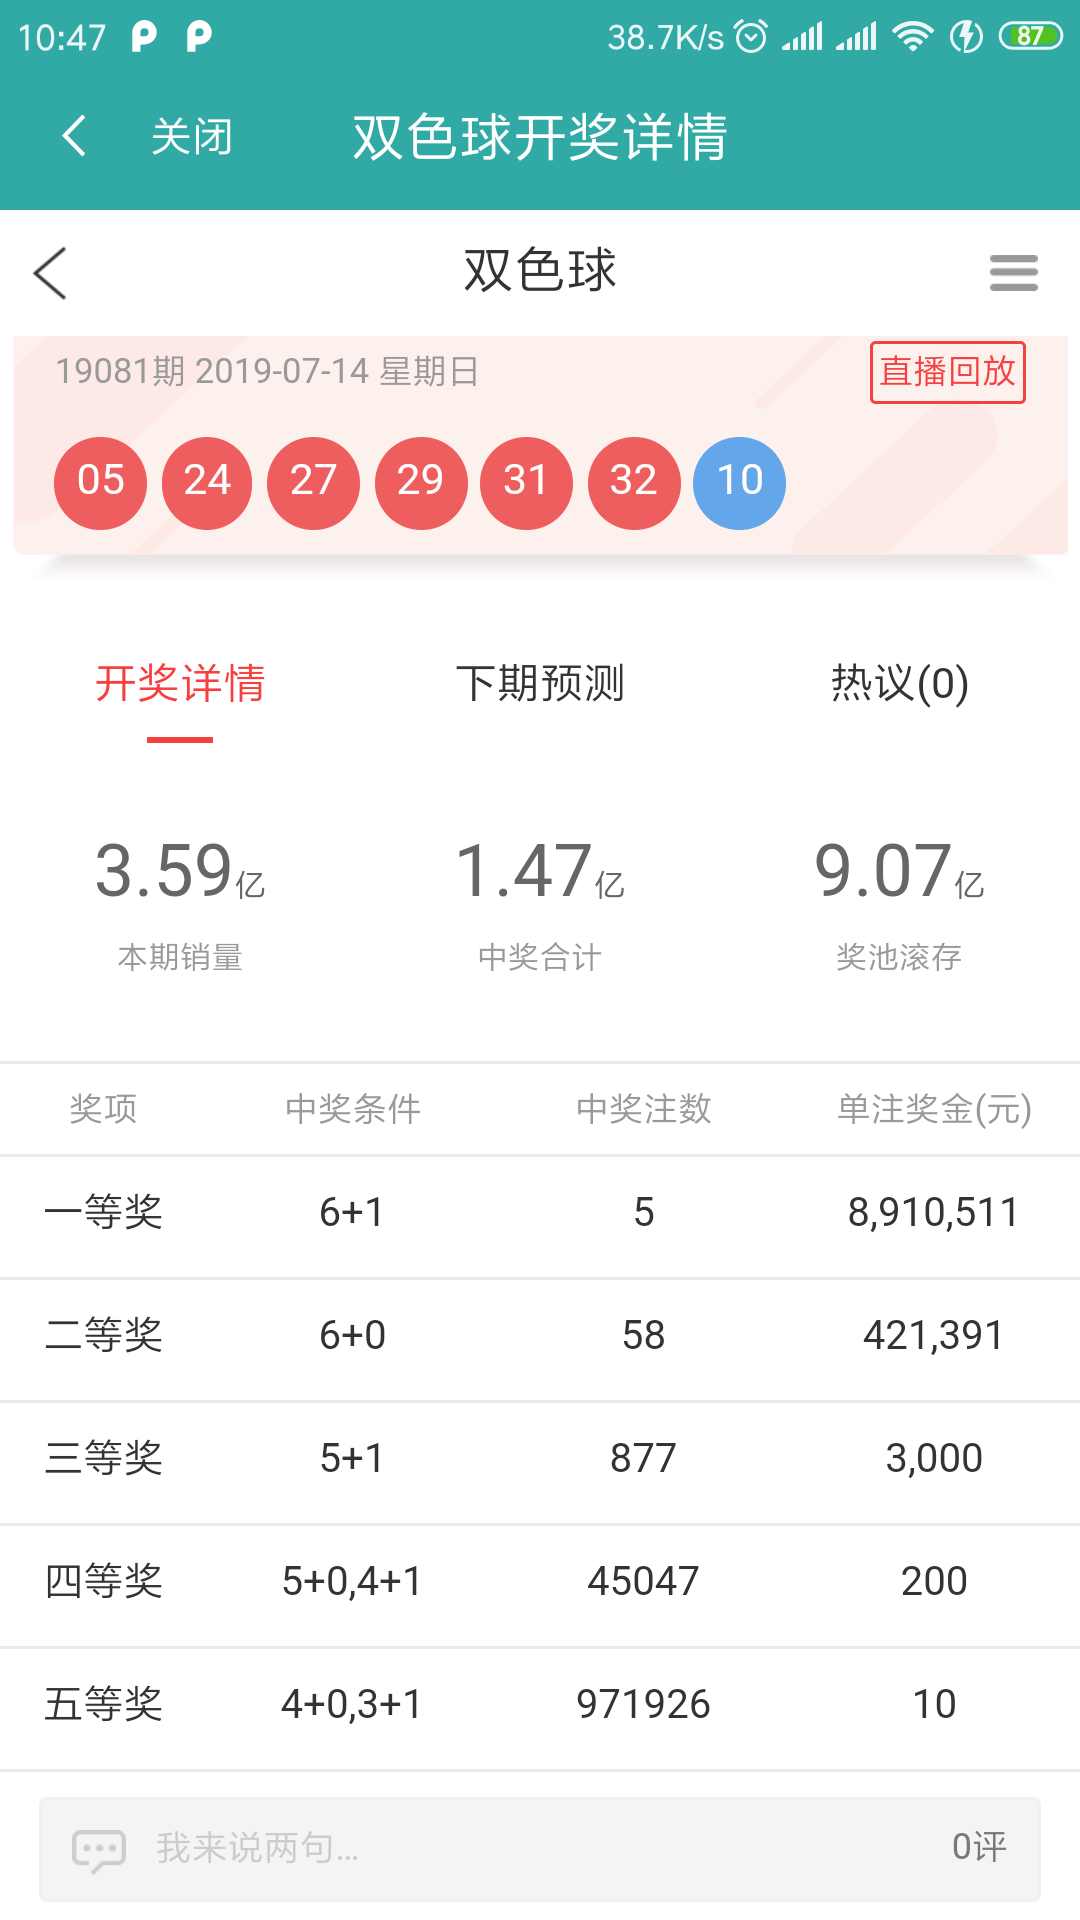 10:47 38.7K/s 87
关闭 双色球开奖详情
双色球
19081期 2019-07-14 星期日 直播回放
05 24 27 29 31 32 10
开奖详情 下期预测 热议(0)
3.59亿 1.47亿 9.07亿
本期销量 中奖合计 奖池滚存
奖项 中奖条件 中奖注数 单注奖金(元)
一等奖 6+1 5 8,910,511
二等奖 6+0 58 421,391
三等奖 5+1 877 3,000
四等奖 5+0,4+1 45047 200
五等奖 4+0,3+1 971926 10
我来说两句... 0评